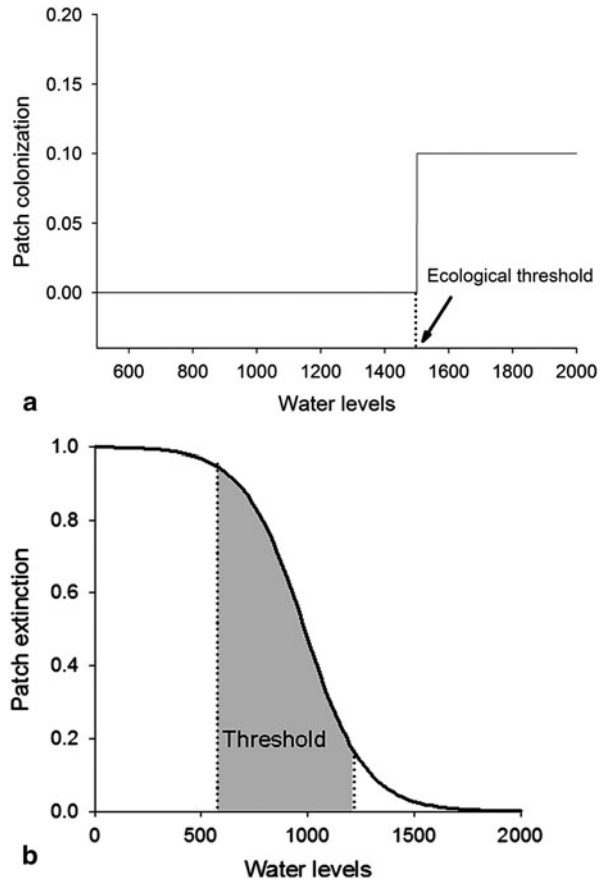 0.20
0.15
0.10
0.05
0.00
Patch colonization
Ecological threshold
600 800 1000 1200 1400 1600 1800 2000
Water levels
a
1.0
0.8
0.6
0.4
0.2
0.0
Patch extinction
Threshold
0 500 1000 1500 2000
Water levels
b